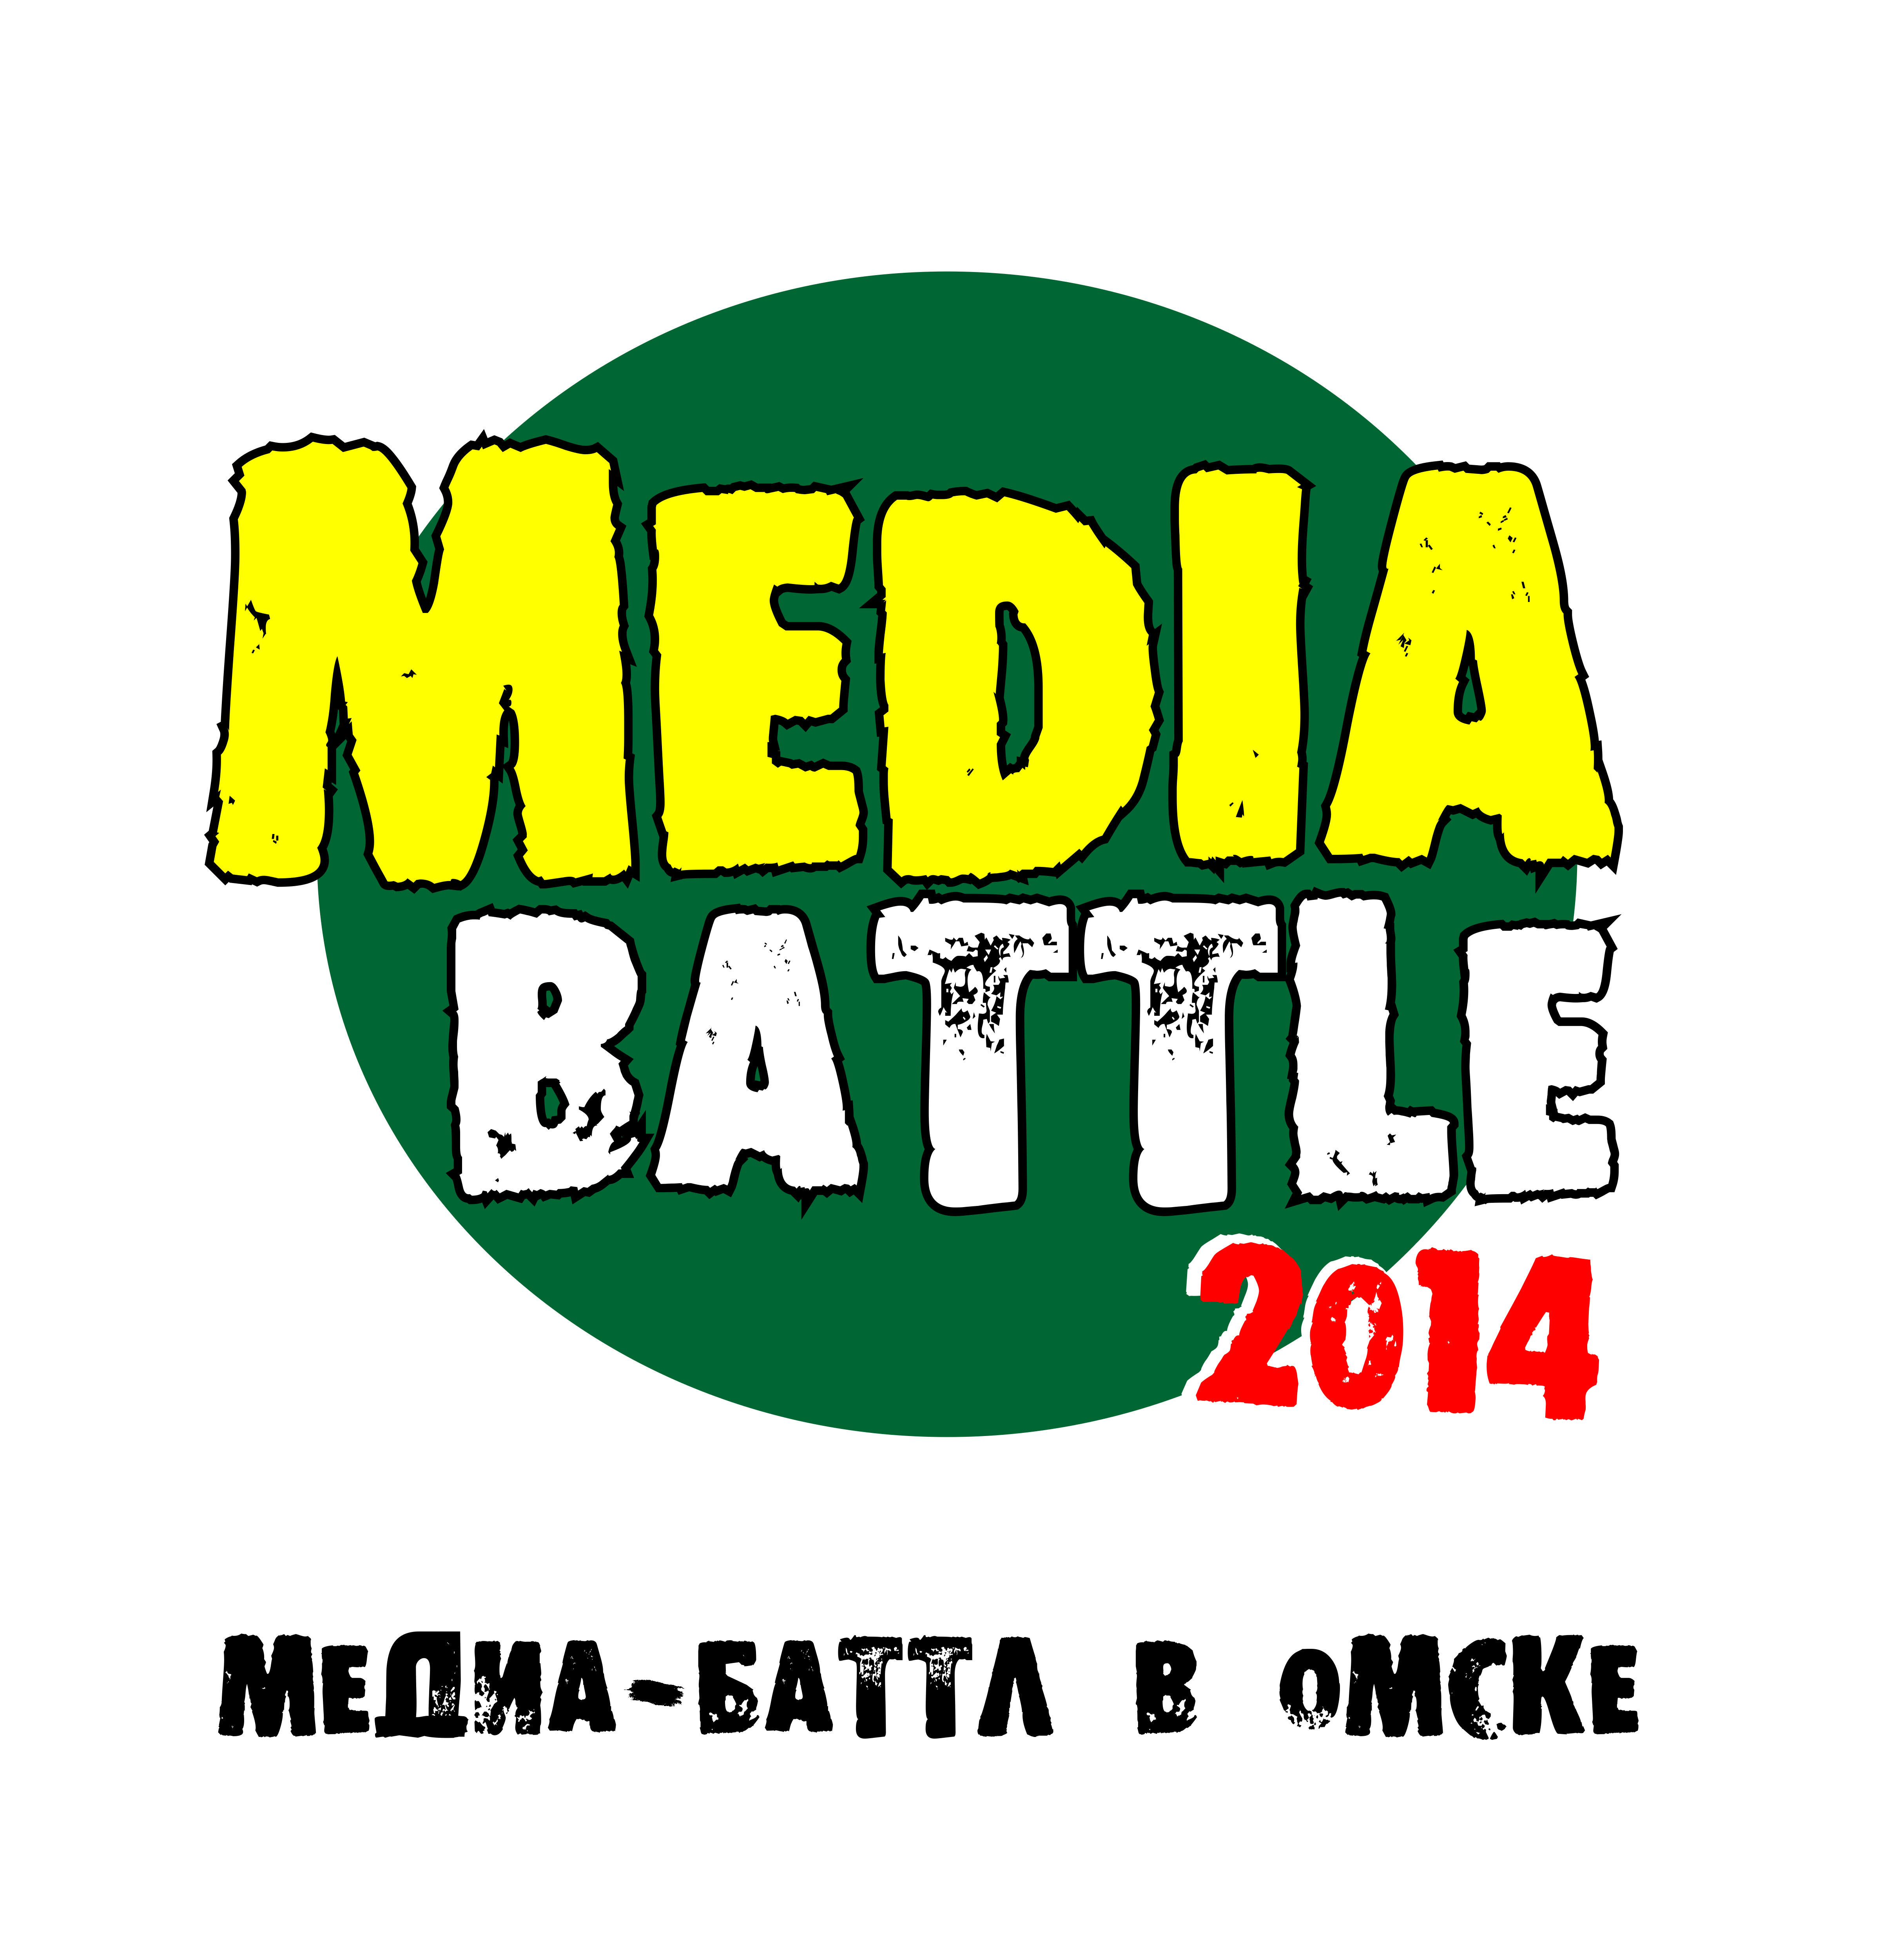 MEDIA
BATTLE
2014
МЕДИА-БАТТЛ В ОМСКЕ